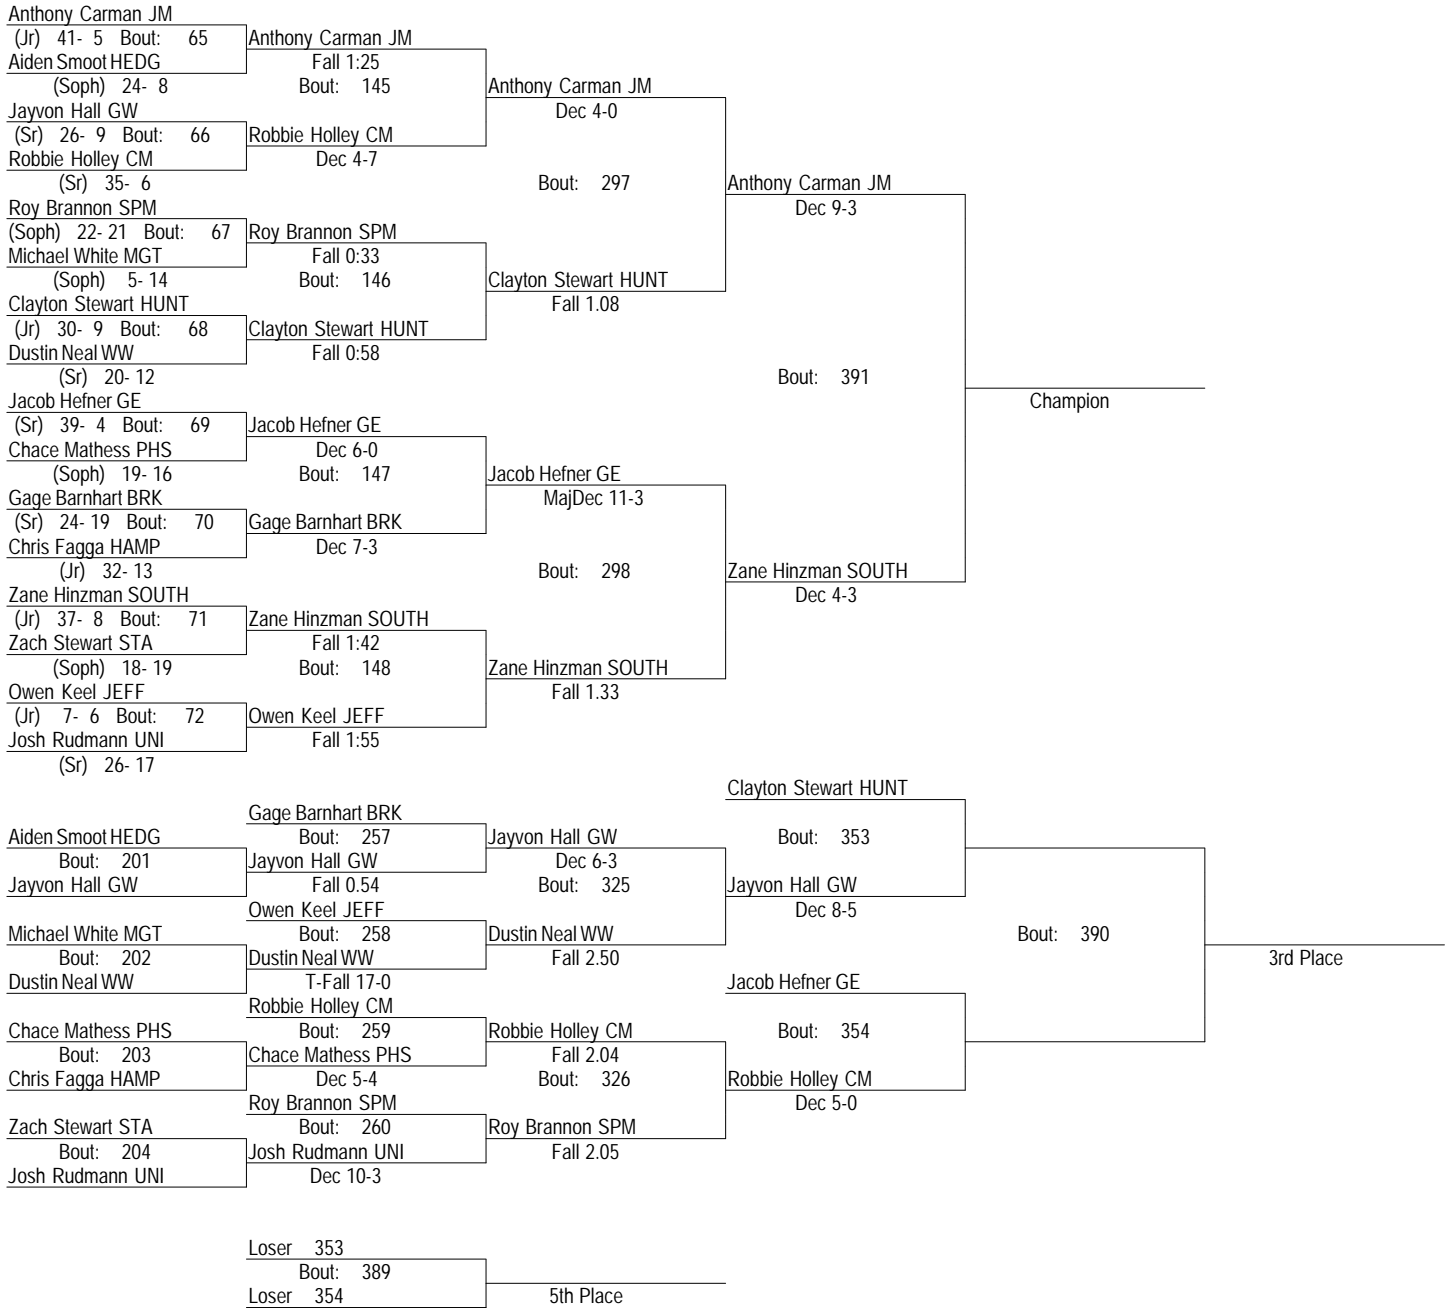 Anthony Carman JM
(Jr) 41- 5 Bout: 65 Anthony Carman JM
Aiden Smoot HEDG Fall 1:25
(Soph) 24- 8 Bout: 145 Anthony Carman JM
Jayvon Hall GW Dec 4-0
(Sr) 26- 9 Bout: 66 Robbie Holley CM
Robbie Holley CM Dec 4-7
(Sr) 35- 6 Bout: 297 Anthony Carman JM
Roy Brannon SPM Dec 9-3
(Soph) 22- 21 Bout: 67 Roy Brannon SPM
Michael White MGT Fall 0:33
(Soph) 5- 14 Bout: 146 Clayton Stewart HUNT
Clayton Stewart HUNT Fall 1.08
(Jr) 30- 9 Bout: 68 Clayton Stewart HUNT
Dustin Neal WW Fall 0:58
(Sr) 20- 12 Bout: 391
Jacob Hefner GE Champion
(Sr) 39- 4 Bout: 69 Jacob Hefner GE
Chace Mathess PHS Dec 6-0
(Soph) 19- 16 Bout: 147 Jacob Hefner GE
Gage Barnhart BRK MajDec 11-3
(Sr) 24- 19 Bout: 70 Gage Barnhart BRK
Chris Fagga HAMP Dec 7-3
(Jr) 32- 13 Bout: 298 Zane Hinzman SOUTH
Zane Hinzman SOUTH Dec 4-3
(Jr) 37- 8 Bout: 71 Zane Hinzman SOUTH
Zach Stewart STA Fall 1:42
(Soph) 18- 19 Bout: 148 Zane Hinzman SOUTH
Owen Keel JEFF Fall 1.33
(Jr) 7- 6 Bout: 72 Owen Keel JEFF
Josh Rudmann UNI Fall 1:55
(Sr) 26- 17
Clayton Stewart HUNT
Gage Barnhart BRK
Aiden Smoot HEDG Bout: 257 Jayvon Hall GW Bout: 353
Bout: 201 Jayvon Hall GW Dec 6-3
Jayvon Hall GW Fall 0.54 Bout: 325 Jayvon Hall GW
Owen Keel JEFF Dec 8-5
Michael White MGT Bout: 258 Dustin Neal WW Bout: 390
Bout: 202 Dustin Neal WW Fall 2.50 3rd Place
Dustin Neal WW T-Fall 17-0 Jacob Hefner GE
Robbie Holley CM
Chace Mathess PHS Bout: 259 Robbie Holley CM Bout: 354
Bout: 203 Chace Mathess PHS Fall 2.04
Chris Fagga HAMP Dec 5-4 Bout: 326 Robbie Holley CM
Roy Brannon SPM Dec 5-0
Zach Stewart STA Bout: 260 Roy Brannon SPM
Bout: 204 Josh Rudmann UNI Fall 2.05
Josh Rudmann UNI Dec 10-3
Loser 353
Bout: 389
Loser 354 5th Place